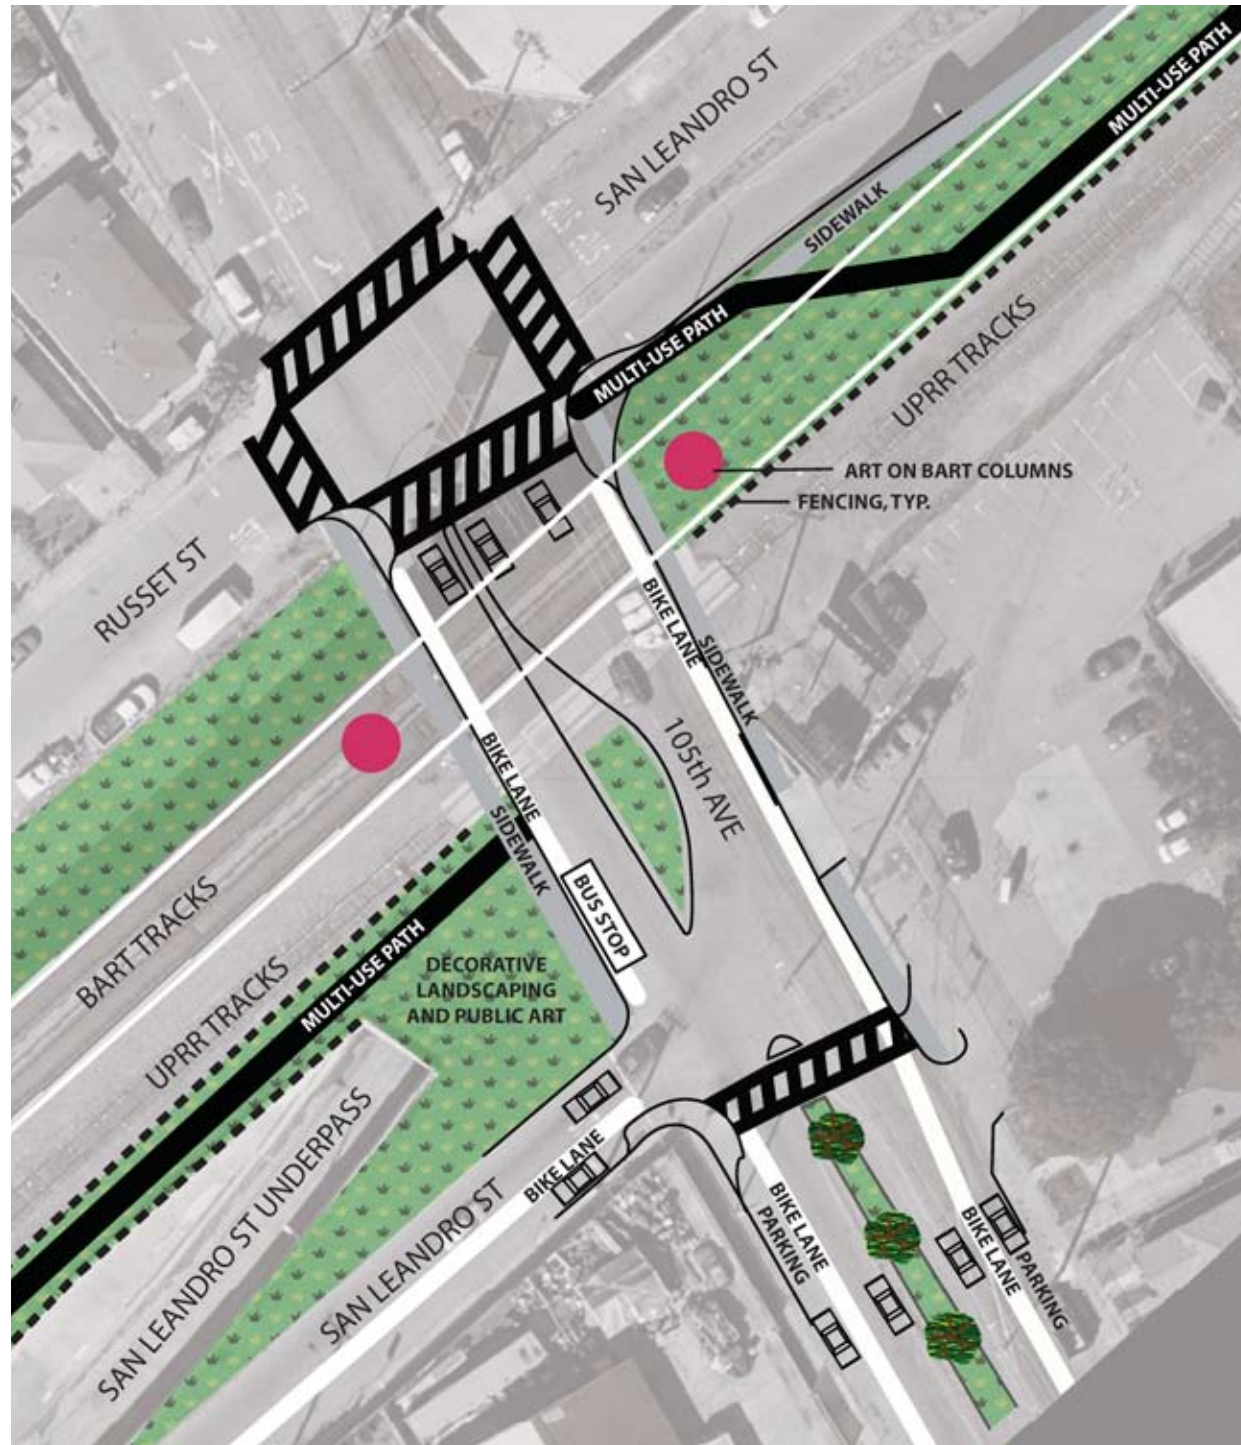 MULTI-USE PATH
SAN LEANDRO ST
SIDEWALK
MULTI-USE PATH
UPRR TRACKS
ART ON BART COLUMNS
FENCING, TYP.
RUSSET ST
BIKE LANE
SIDEWALK
105th AVE
BIKE LANE
SIDEWALK
BUS STOP
BART TRACKS
UPRR TRACKS
MULTI-USE PATH
DECORATIVE
LANDSCAPING
AND PUBLIC ART
SAN LEANDRO ST UNDERPASS
SAN LEANDRO ST
BIKE LANE
BIKE LANE
PARKING
BIKE LANE
PARKING